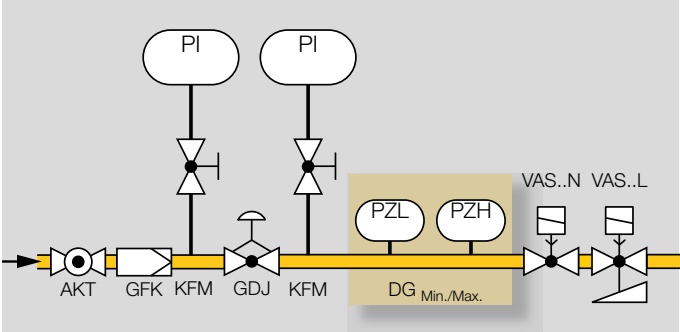 PI
PI
VAS..N
VAS..L
PZL
PZH
AKT
GFK
KFM
GDJ
KFM
DG Min./Max.